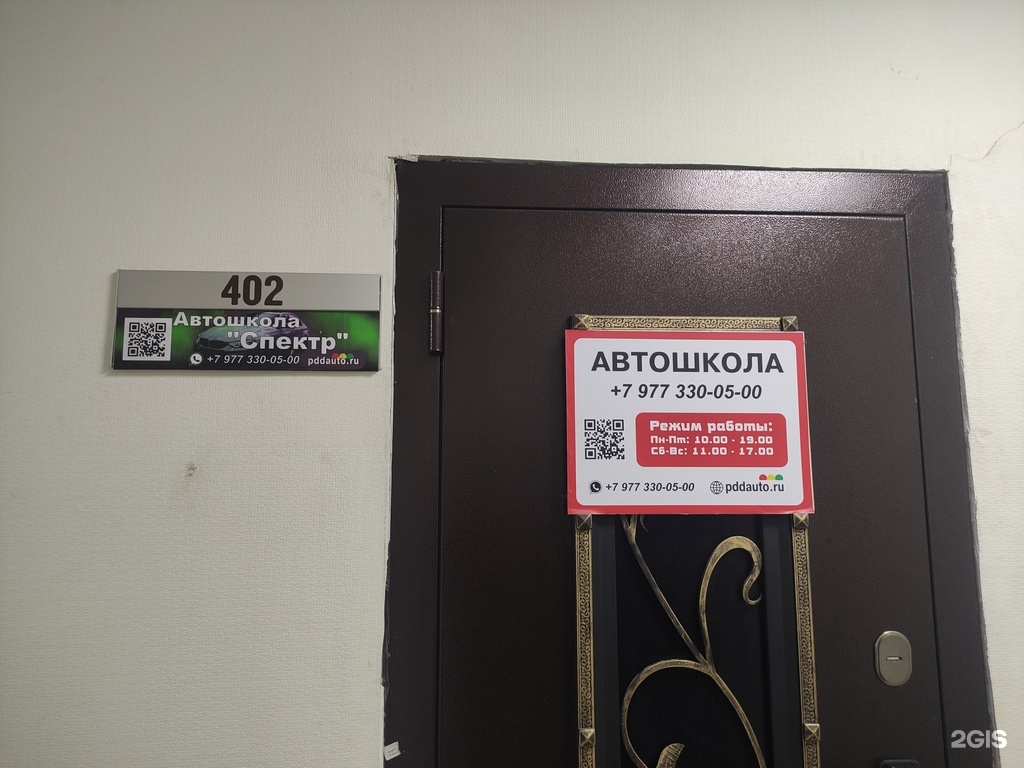 402
Автошкола
"Спектр"
+7 977 330-05-00 pddauto.ru
АВТОШКОЛА
+7 977 330-05-00
Режим работы:
Пн-Пт: 10.00 - 19.00
Сб-Вс: 11.00 - 17.00
+7 977 330-05-00 pddauto.ru
2GIS